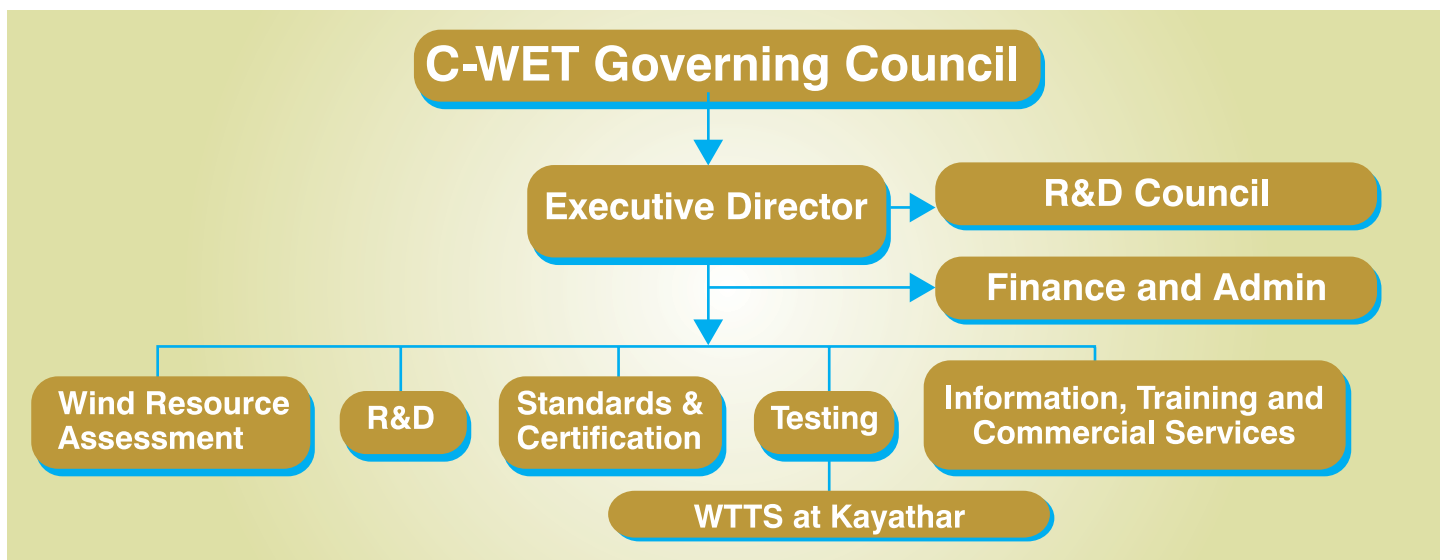 C-WET Governing Council
Executive Director
R&D Council
Finance and Admin
Wind Resource
Assessment
R&D
Standards &
Certification
Testing
Information, Training and
Commercial Services
WTTS at Kayathar